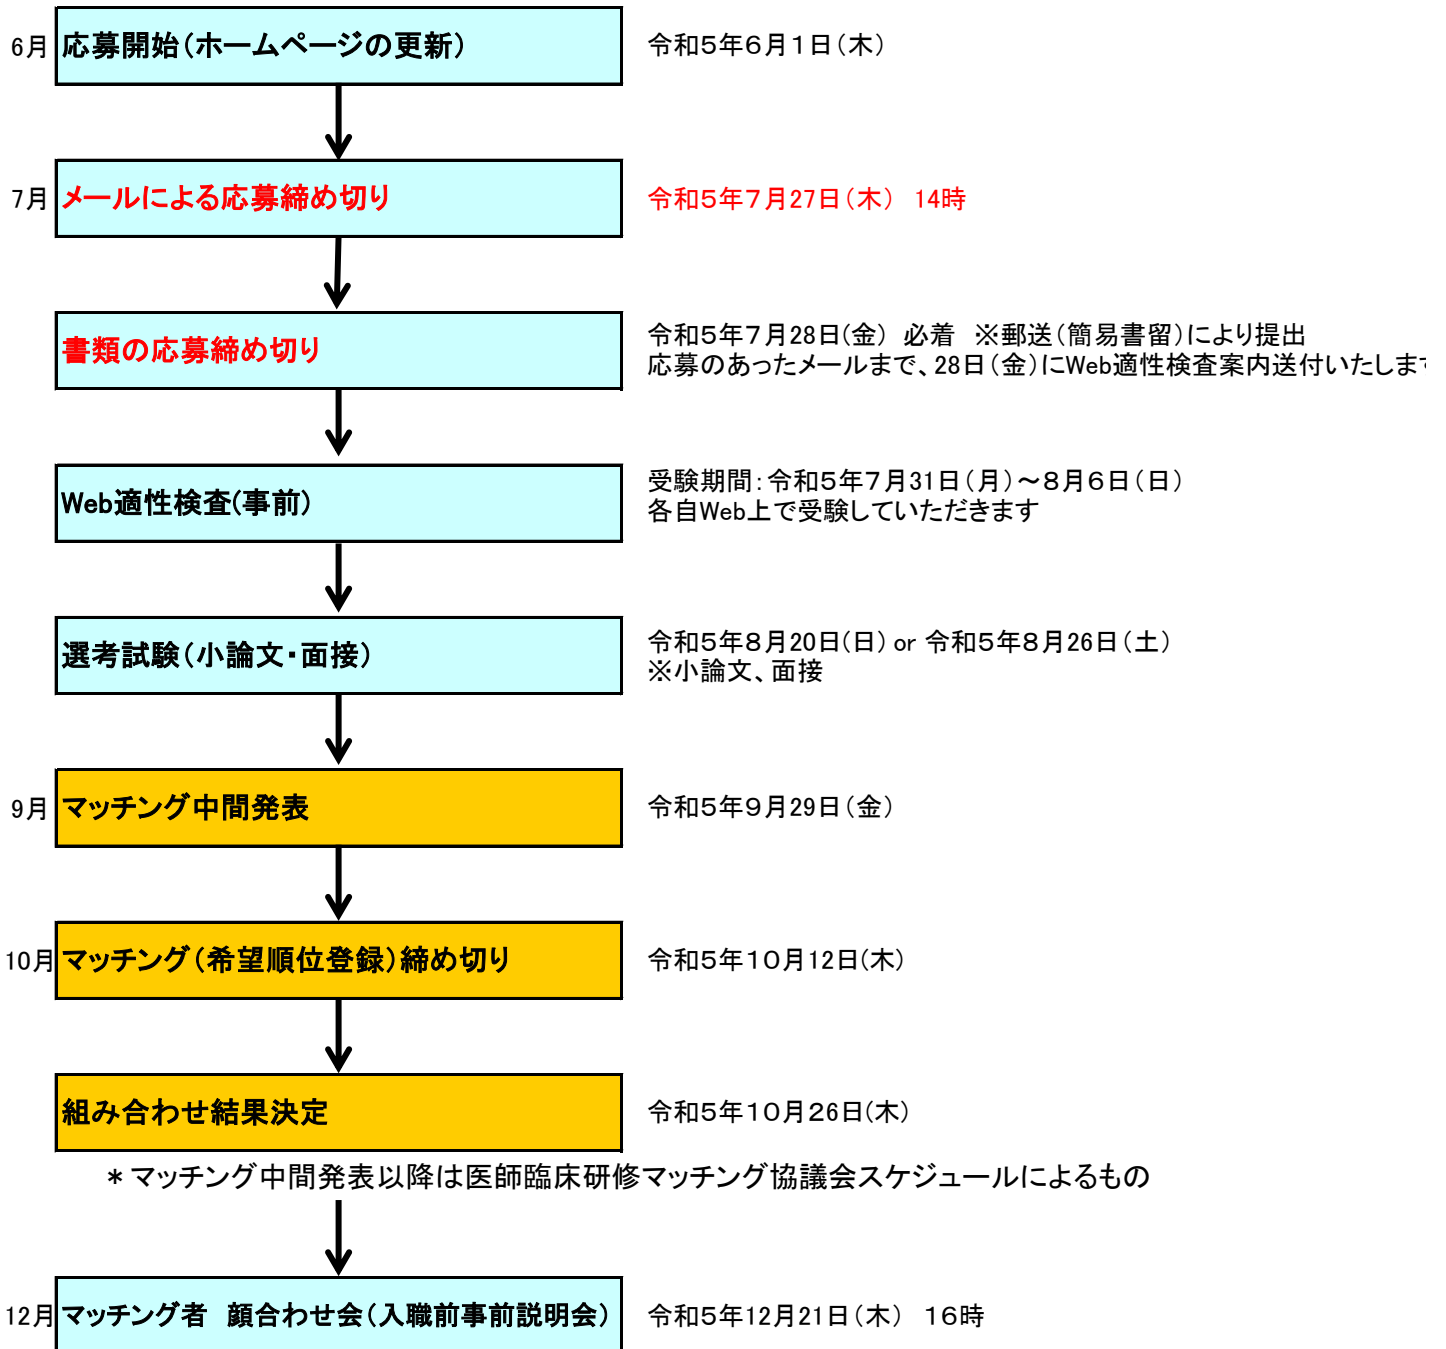 6月 応募開始（ホームページの更新） 令和５年６月１日（木）
7月 メールによる応募締め切り 令和５年７月27日（木） 14時
書類の応募締め切り 令和５年７月28日(金) 必着 ※郵送（簡易書留）により提出
応募のあったメールまで、28日（金）にWeb適性検査案内送付いたします
Web適性検査(事前) 受験期間：令和５年７月31日（月）～８月６日（日）
各自Web上で受験していただきます
選考試験（小論文・面接） 令和５年８月20日(日) or 令和５年８月26日（土）
※小論文、面接
9月 マッチング中間発表 令和５年９月29日（金）
10月 マッチング（希望順位登録）締め切り 令和５年１０月12日(木)
組み合わせ結果決定 令和５年１０月２6日(木)
＊マッチング中間発表以降は医師臨床研修マッチング協議会スケジュールによるもの
12月 マッチング者　顔合わせ会（入職前事前説明会） 令和５年12月21日（木） １６時